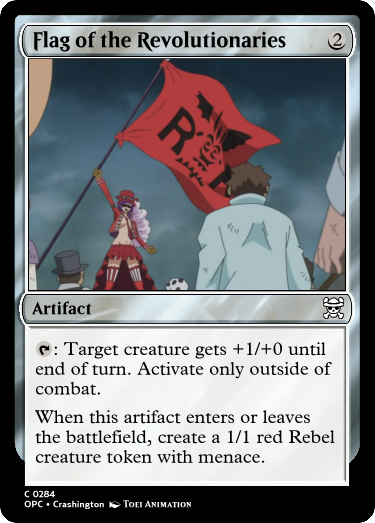 Flag of the Revolutionaries 2
R
Artifact
: Target creature gets +1/+0 until
end of turn. Activate only outside of
combat.
When this artifact enters or leaves
the battlefield, create a 1/1 red Rebel
creature token with menace.
C 0284
OPC • Crashington TOEI ANIMATION